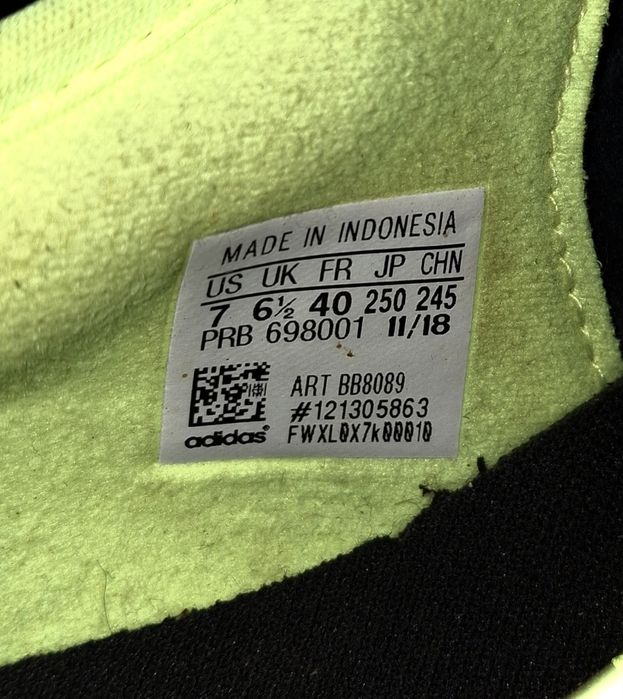 MADE IN INDONESIA
US UK FR JP CHN
7 6½ 40 250 245
PRB 698001 11/18
ART BB8089
#121305863
adidas FWXL0X7k00010